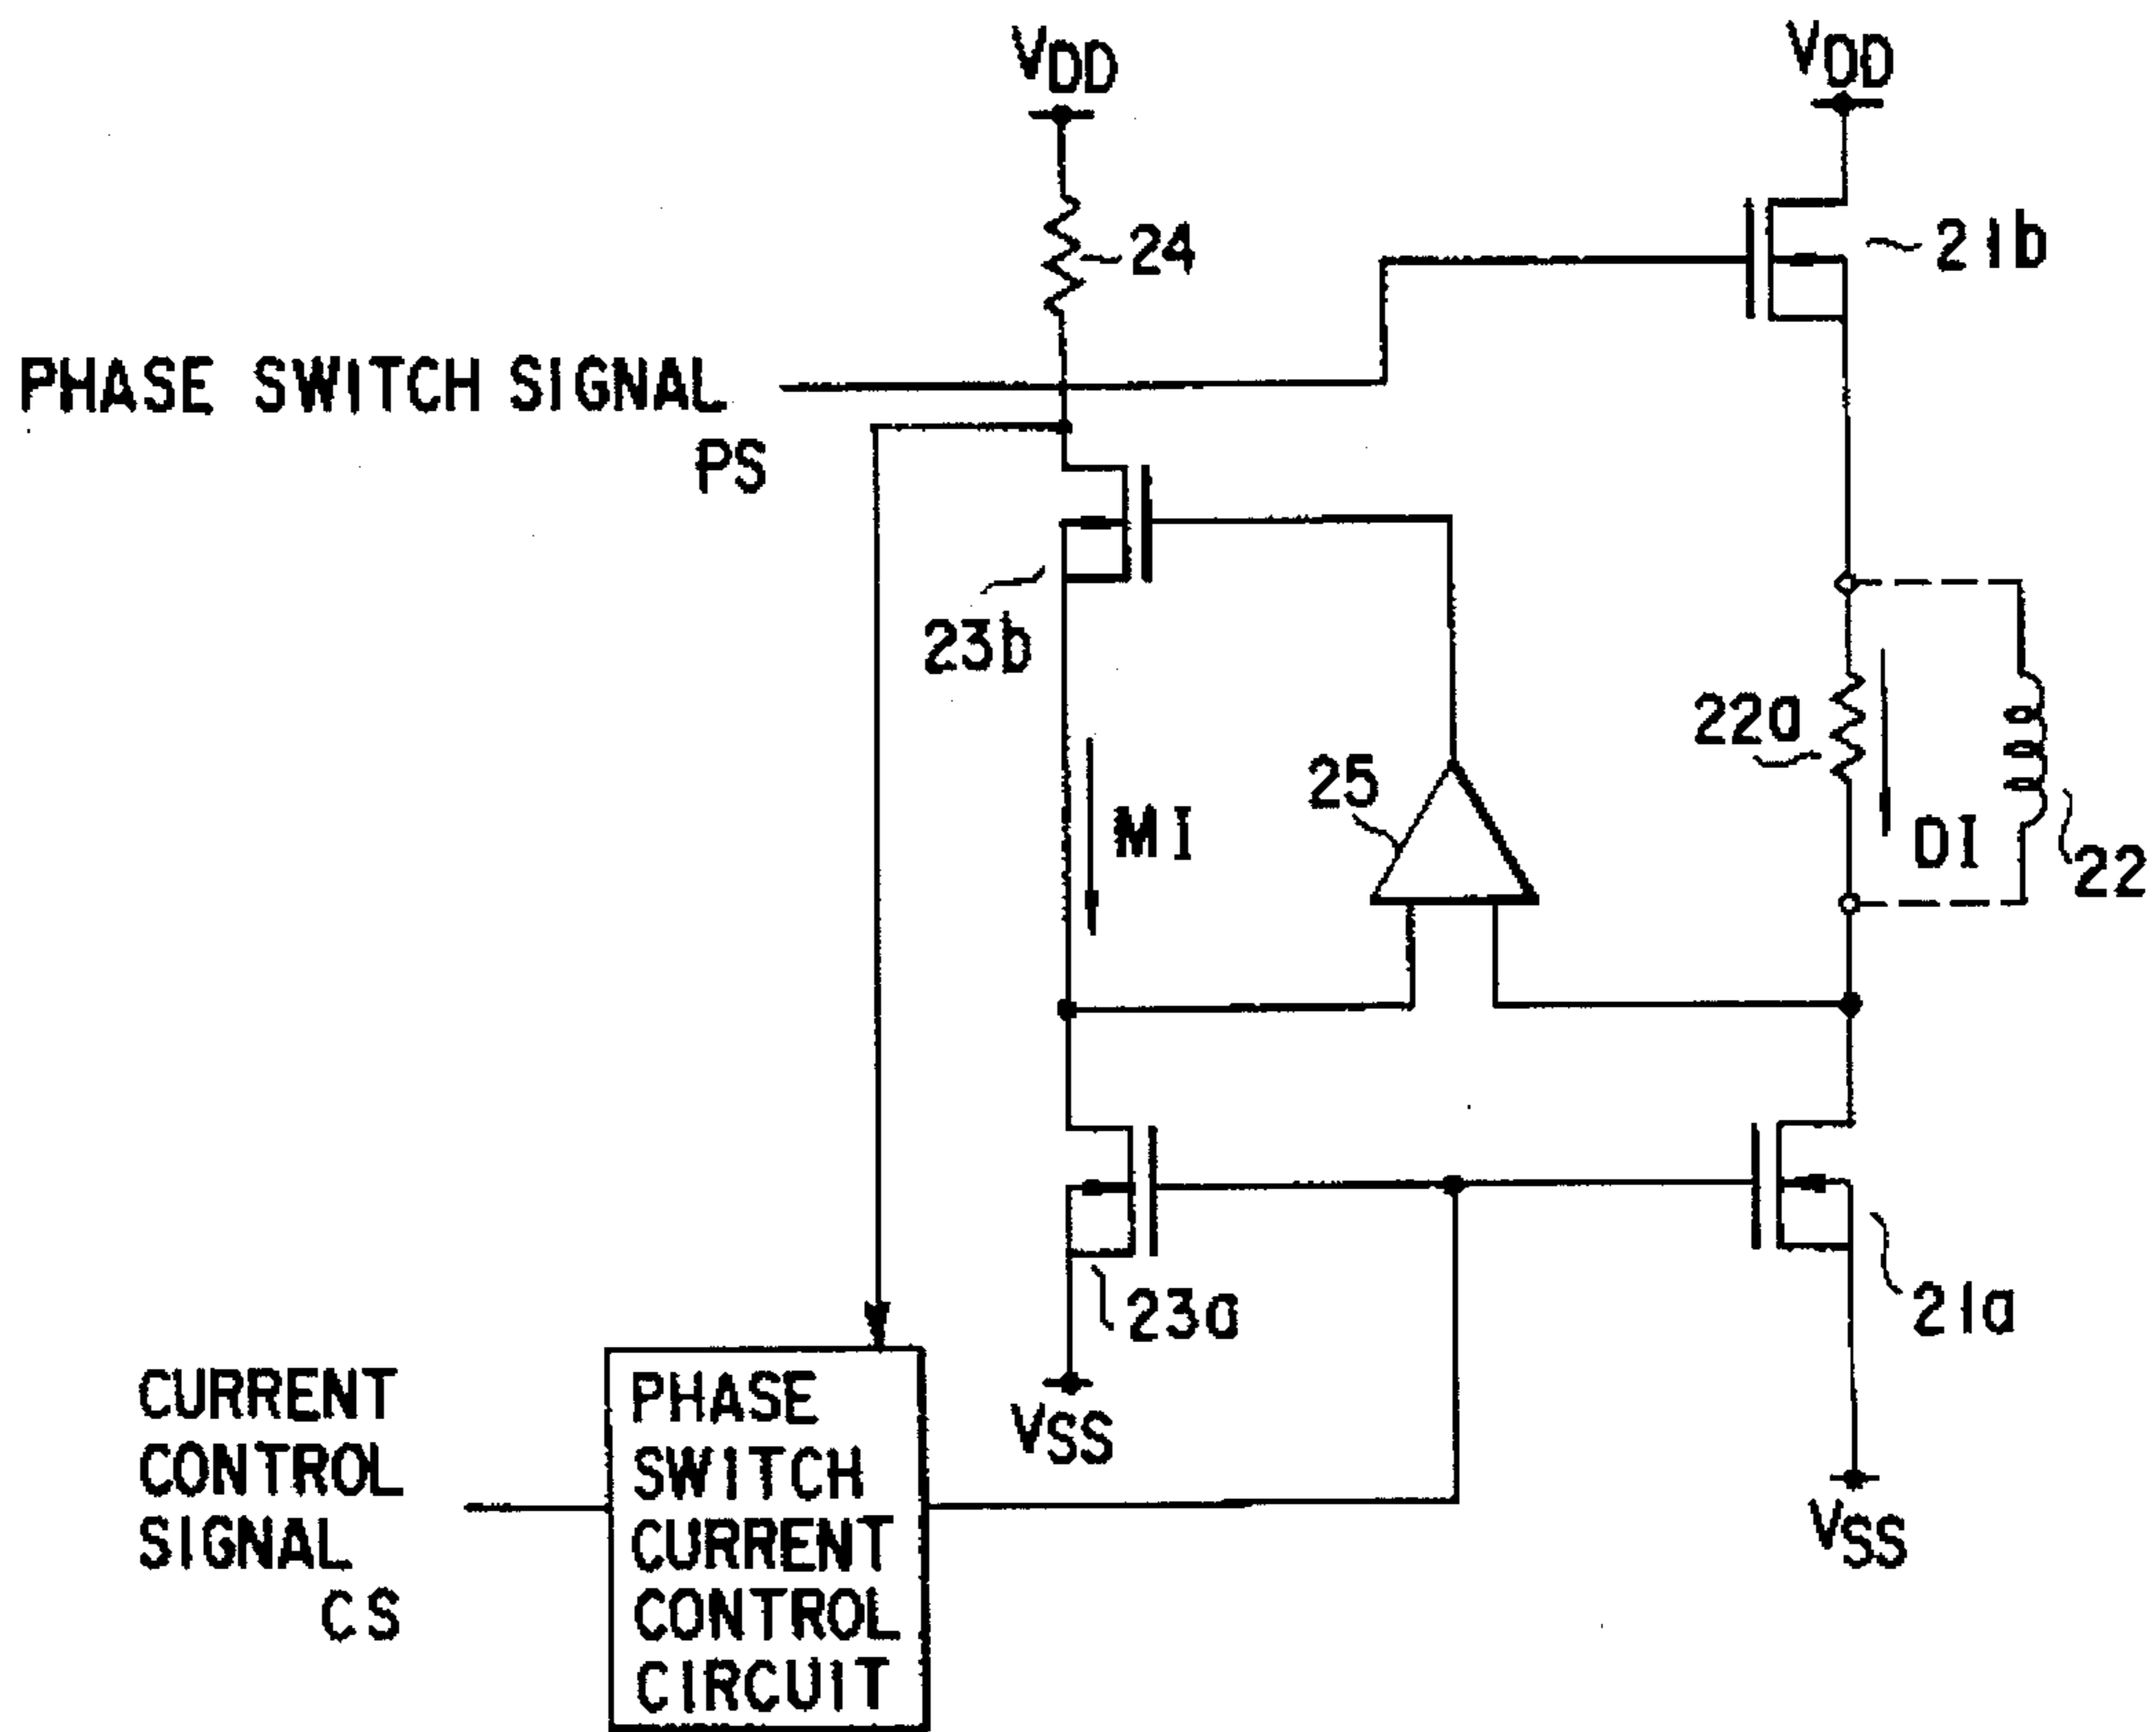 VDD
VDD
24
21b
PHASE SWITCH SIGNAL
PS
23b
22a
25
MI
DI
22
23a
21a
CURRENT
CONTROL
SIGNAL
CS
PHASE
SWITCH
CURRENT
CONTROL
CIRCUIT
VSS
VSS